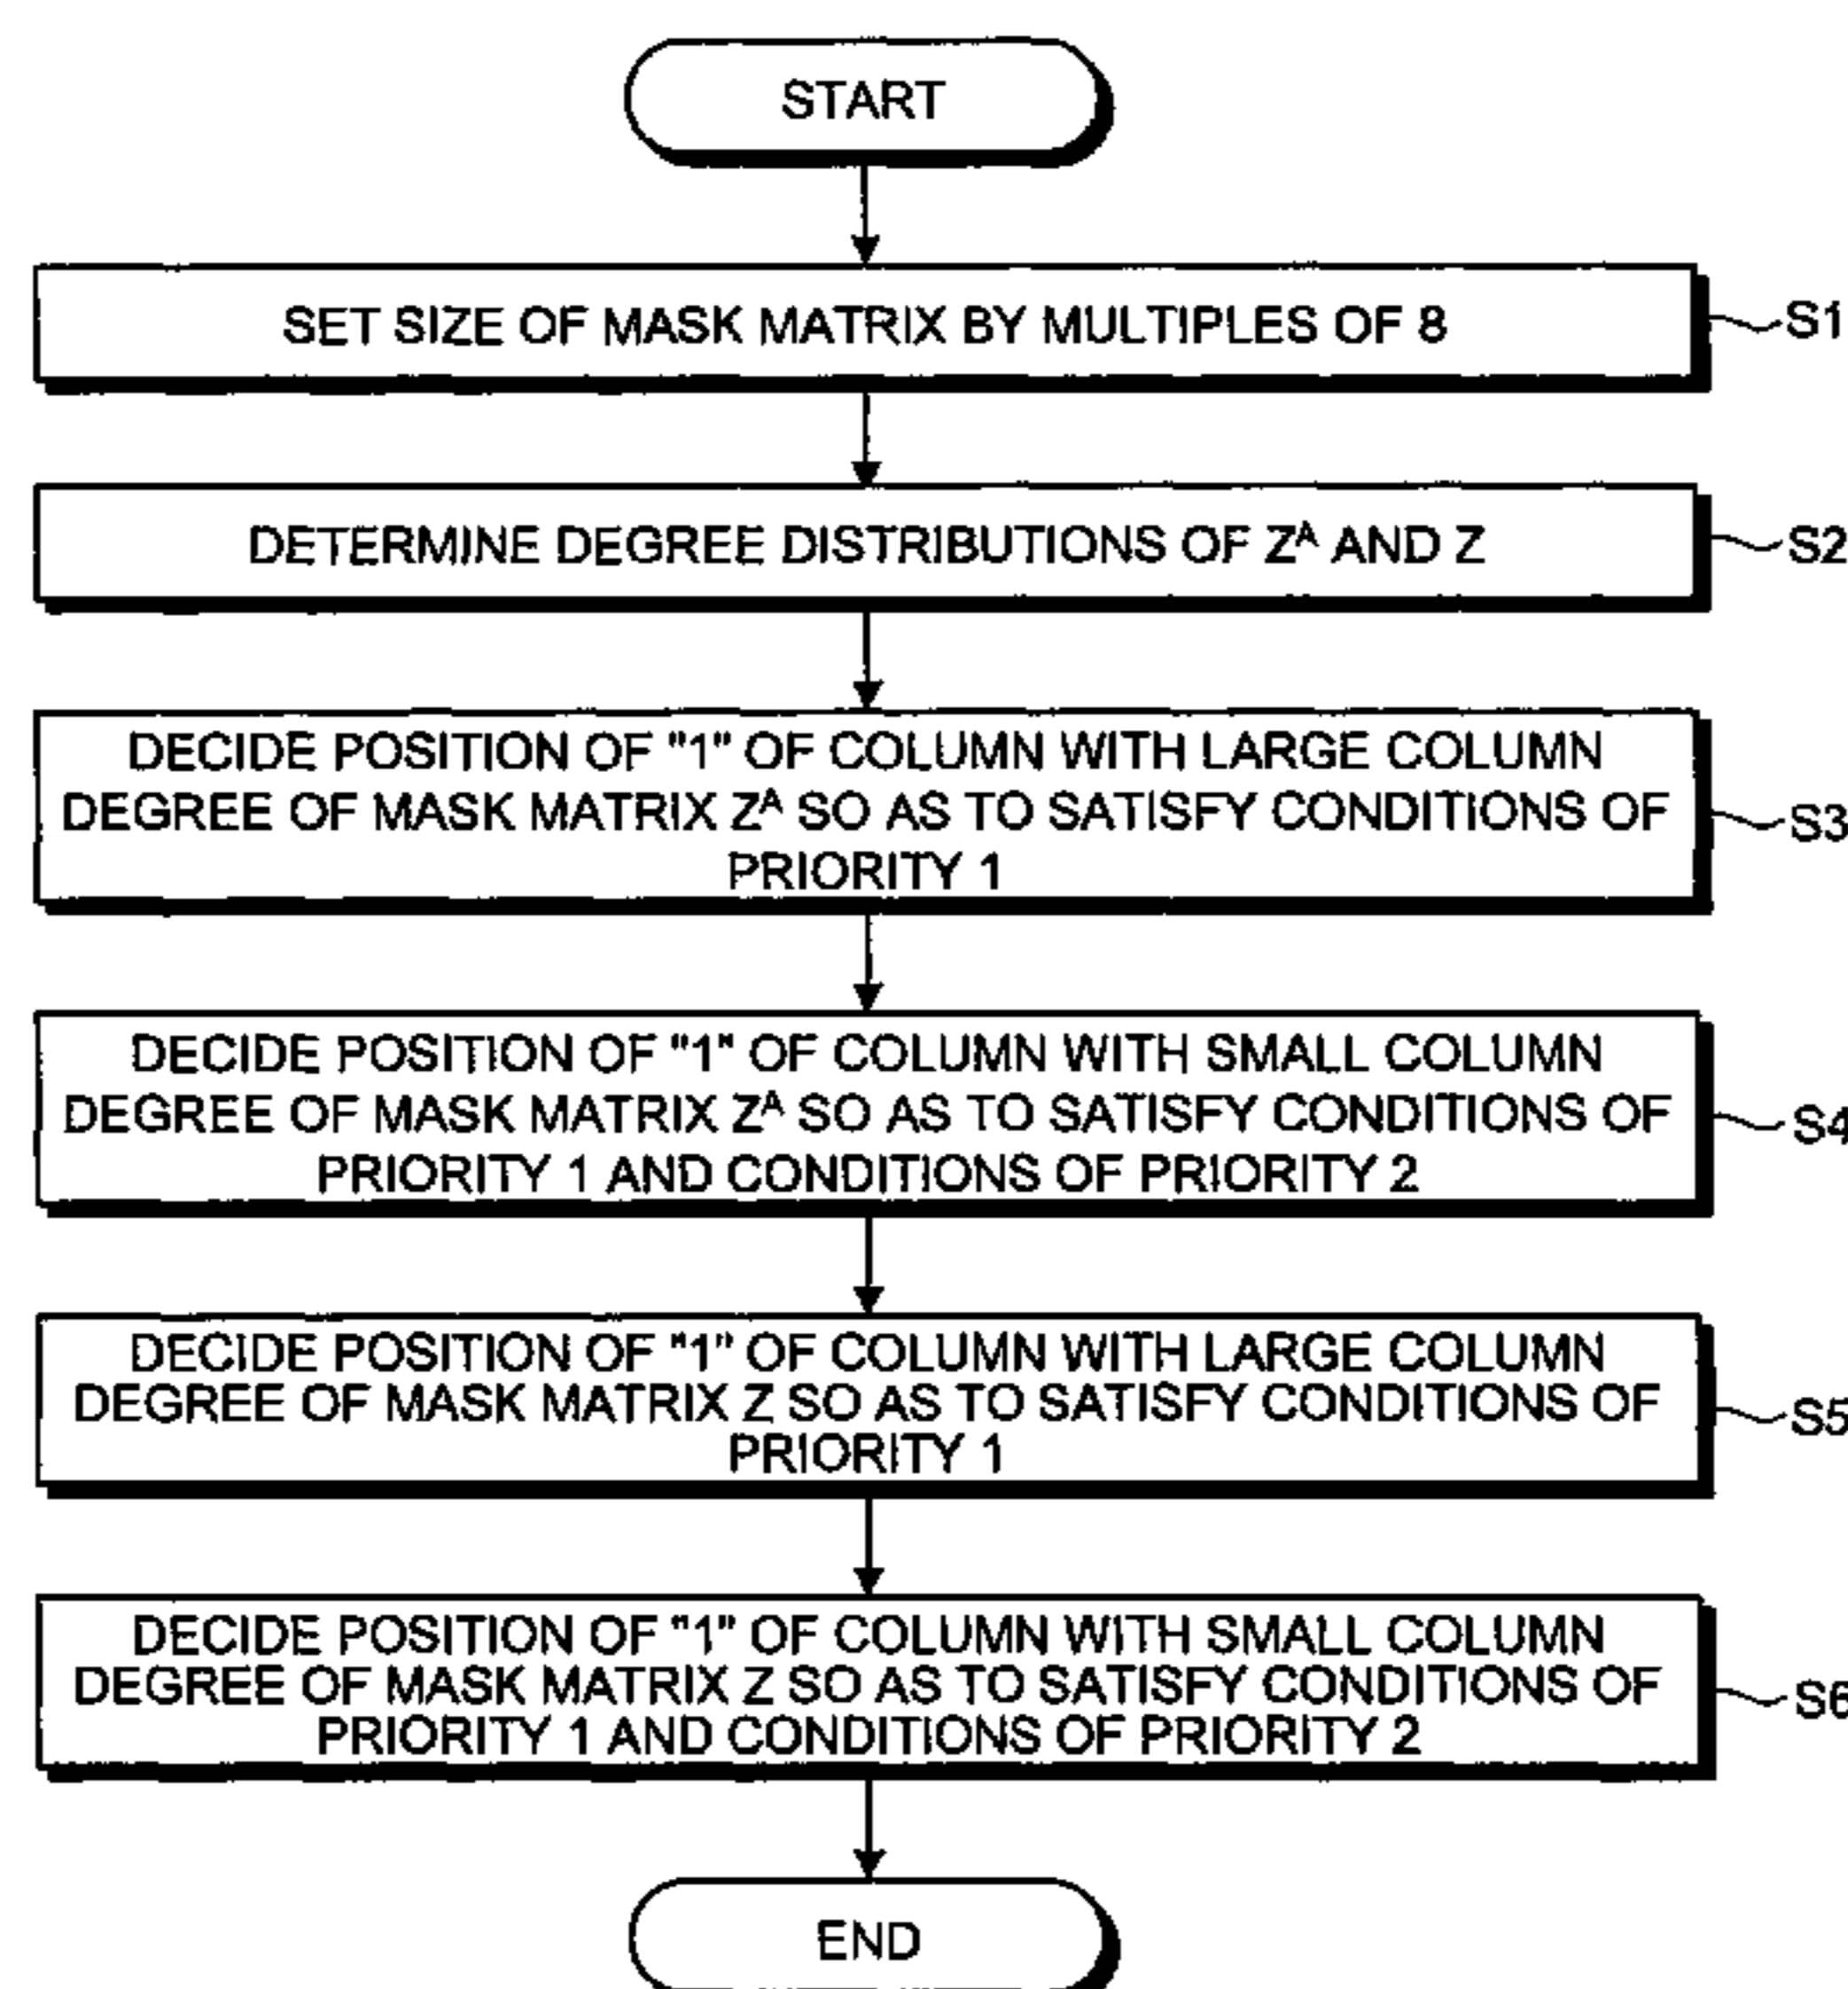 START
SET SIZE OF MASK MATRIX BY MULTIPLES OF 8
S1
DETERMINE DEGREE DISTRIBUTIONS OF Zᴬ AND Z
S2
DECIDE POSITION OF "1" OF COLUMN WITH LARGE COLUMN
DEGREE OF MASK MATRIX Zᴬ SO AS TO SATISFY CONDITIONS OF
PRIORITY 1
S3
DECIDE POSITION OF "1" OF COLUMN WITH SMALL COLUMN
DEGREE OF MASK MATRIX Zᴬ SO AS TO SATISFY CONDITIONS OF
PRIORITY 1 AND CONDITIONS OF PRIORITY 2
S4
DECIDE POSITION OF "1" OF COLUMN WITH LARGE COLUMN
DEGREE OF MASK MATRIX Z SO AS TO SATISFY CONDITIONS OF
PRIORITY 1
S5
DECIDE POSITION OF "1" OF COLUMN WITH SMALL COLUMN
DEGREE OF MASK MATRIX Z SO AS TO SATISFY CONDITIONS OF
PRIORITY 1 AND CONDITIONS OF PRIORITY 2
S6
END